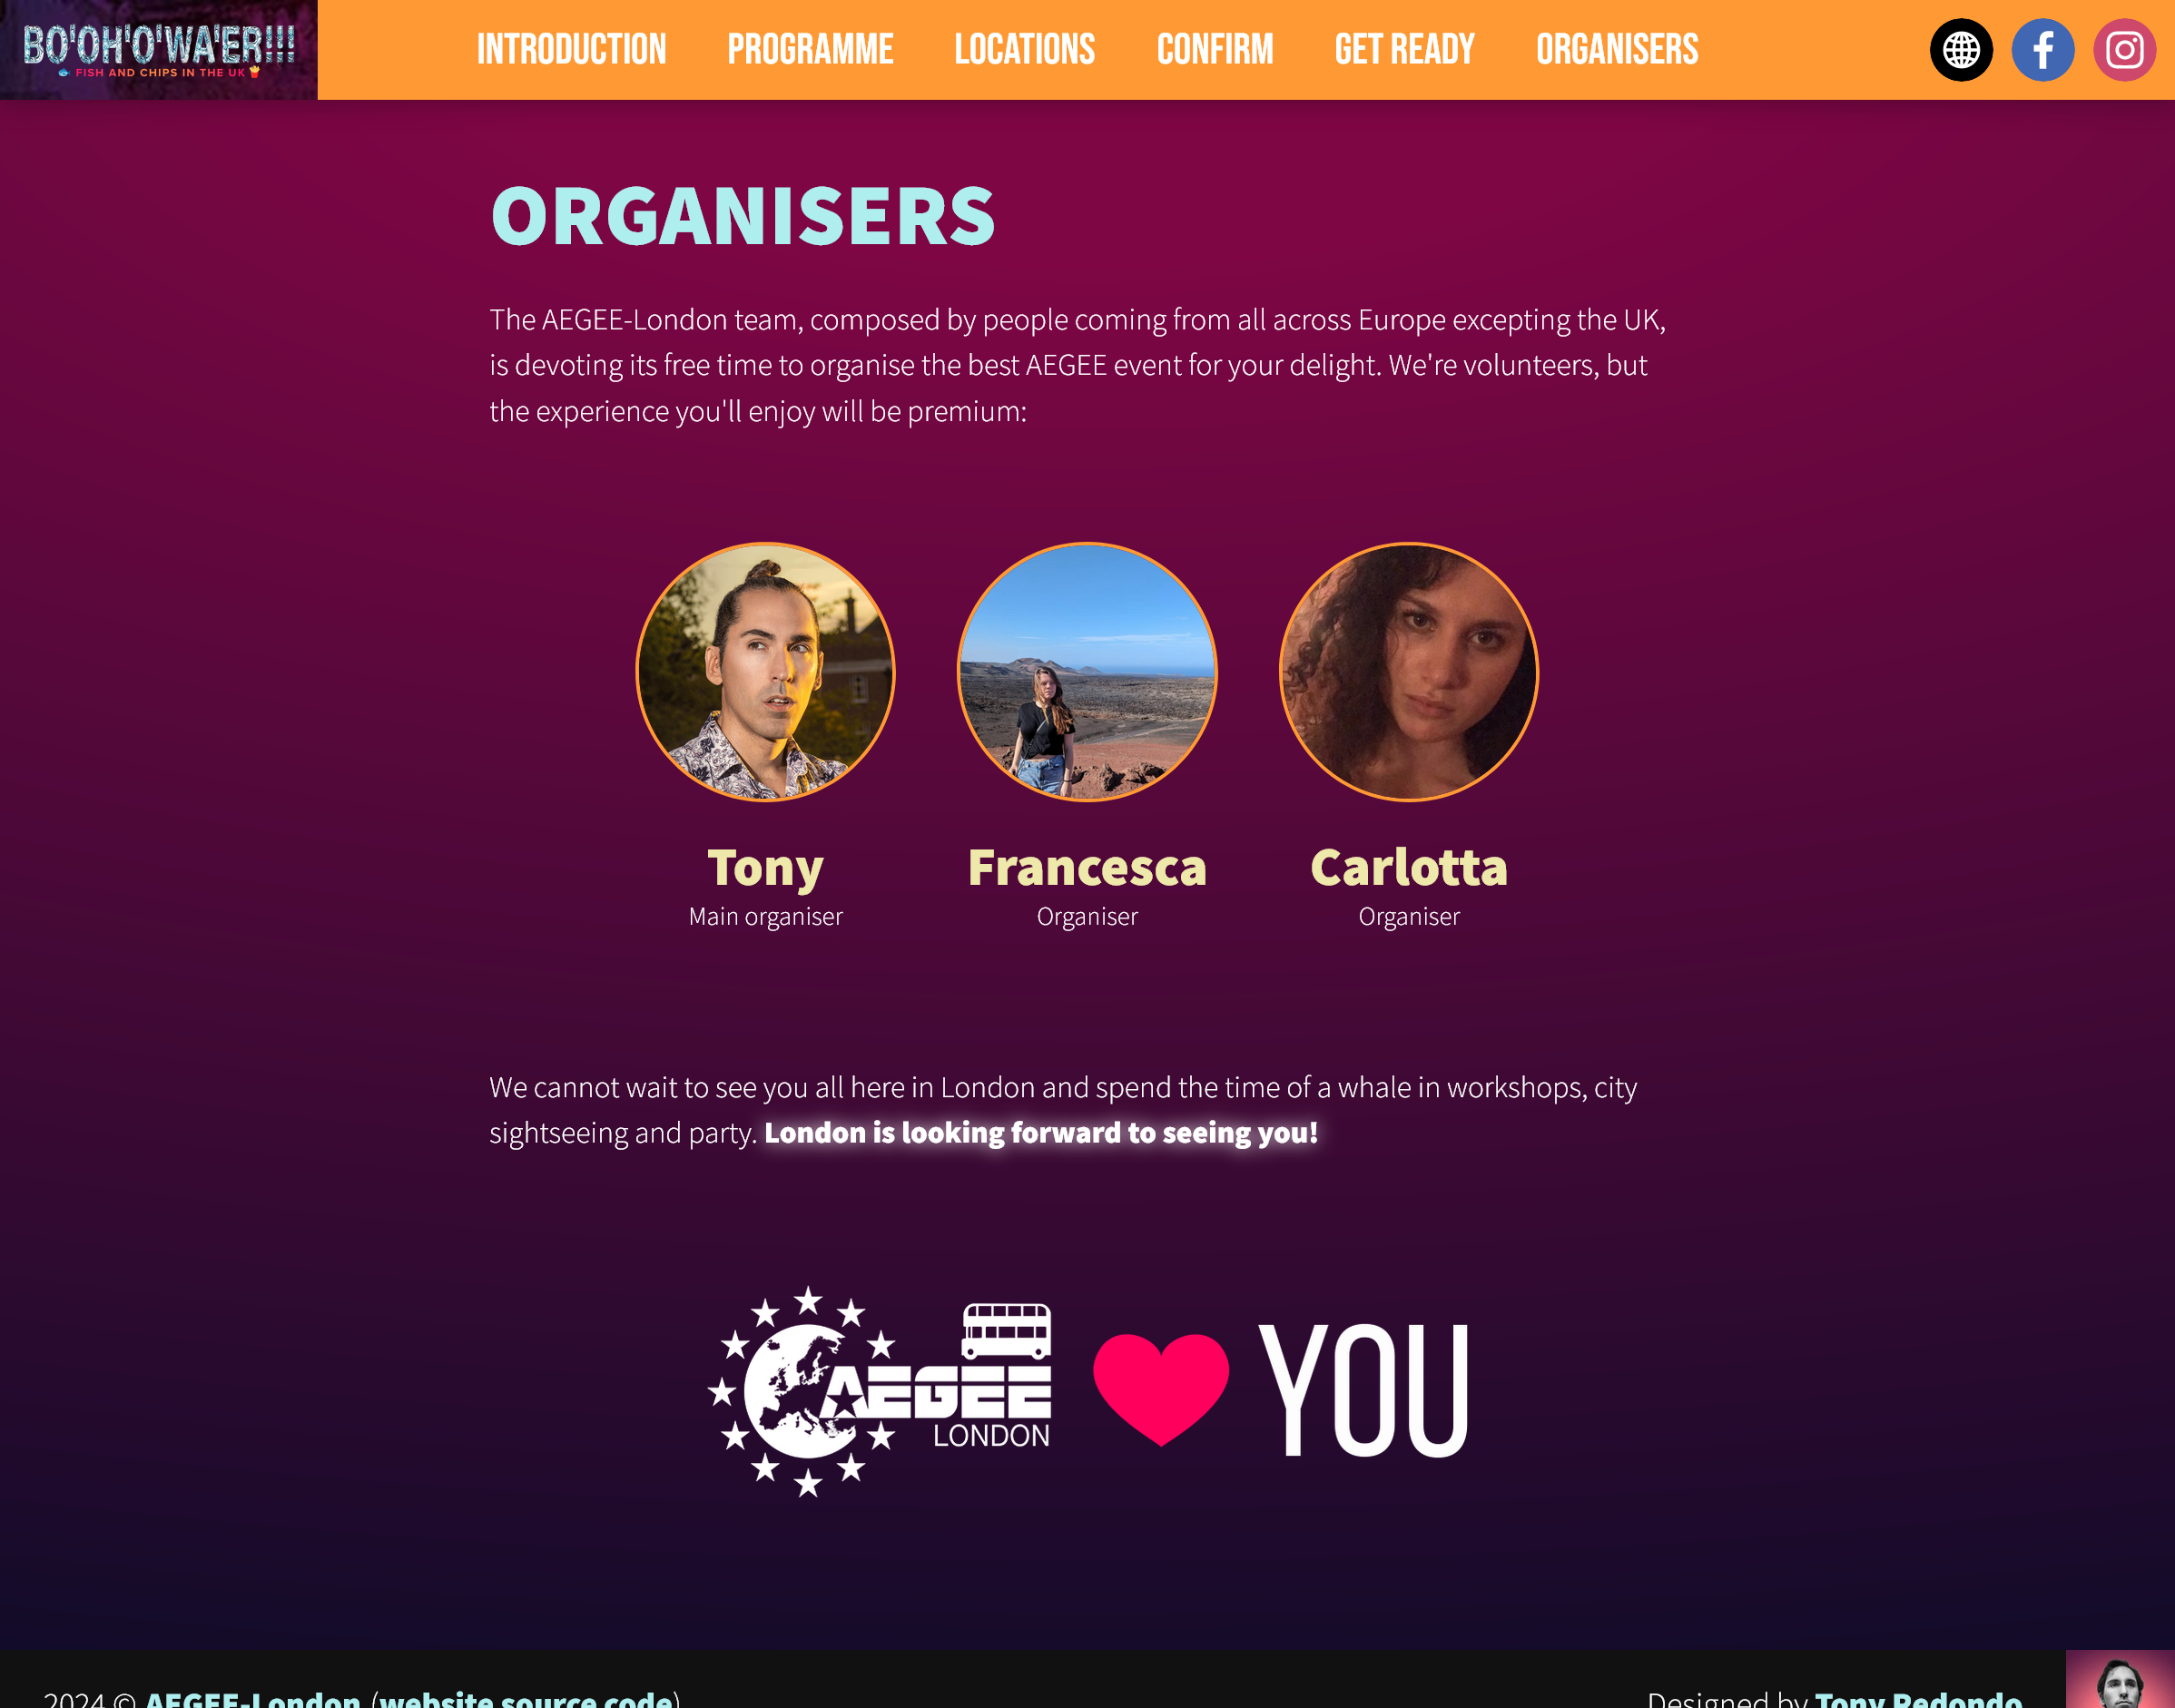 BO'OH'O'WA'ER!!!
FISH AND CHIPS IN THE UK
INTRODUCTION
PROGRAMME
LOCATIONS
CONFIRM
GET READY
ORGANISERS
ORGANISERS
The AEGEE-London team, composed by people coming from all across Europe excepting the UK,
is devoting its free time to organise the best AEGEE event for your delight. We're volunteers, but
the experience you'll enjoy will be premium:
Tony
Main organiser
Francesca
Organiser
Carlotta
Organiser
We cannot wait to see you all here in London and spend the time of a whale in workshops, city
sightseeing and party. London is looking forward to seeing you!
AEGEE
LONDON
YOU
2024 © AEGEE-London (website source code)
Designed by Tony Redondo